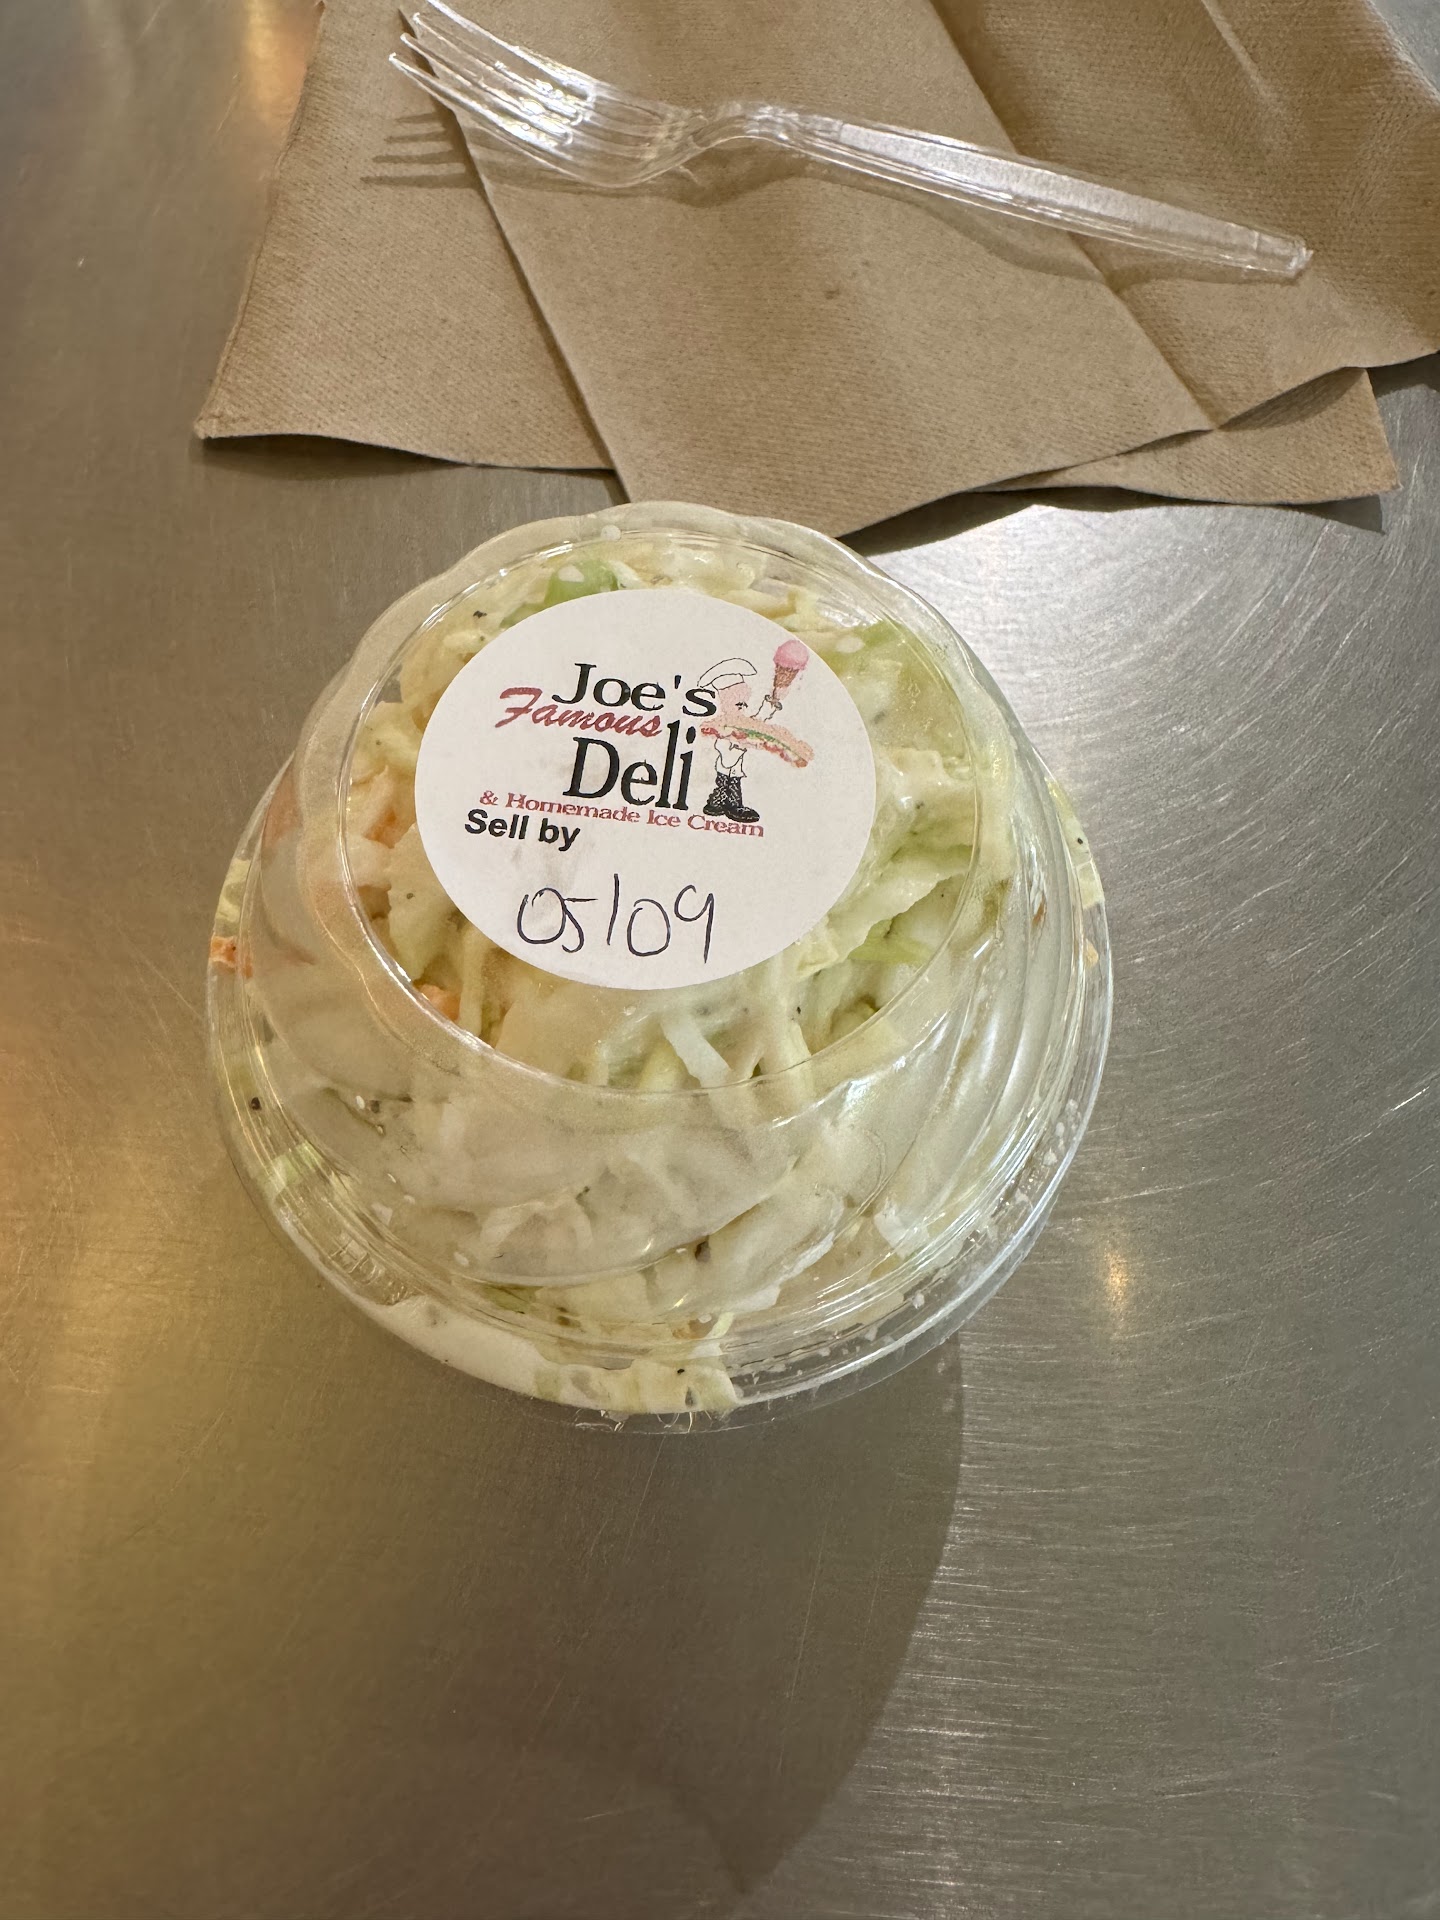 Joe's
Famous
Deli
& Homemade Ice Cream
Sell by
05/09